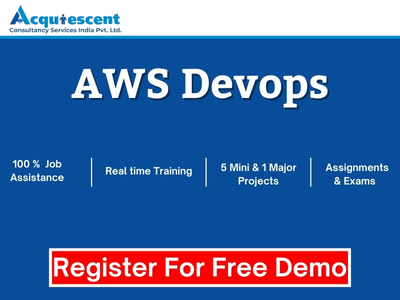 Acquiescent
Consultancy Services India Pvt. Ltd.
AWS Devops
100 % Job
Assistance
Real time Training
5 Mini & 1 Major
Projects
Assignments
& Exams
Register For Free Demo